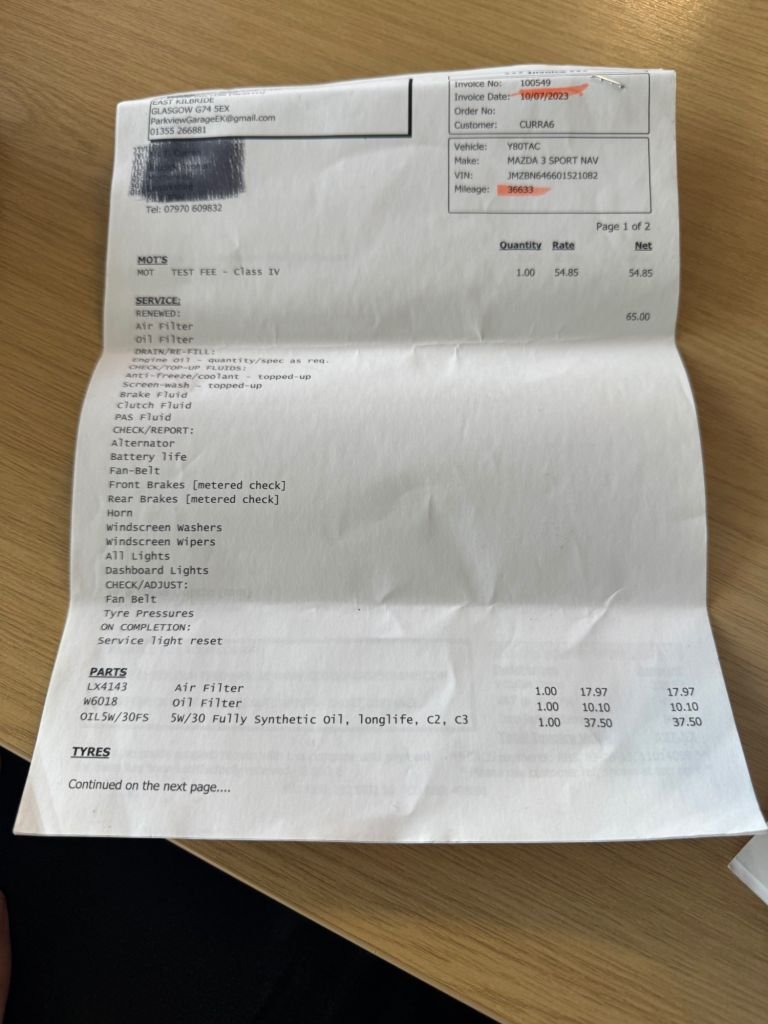 EAST KILBRIDE
GLASGOW G74 5EX
ParkviewGarageEK@gmail.com
01355 266881
Tel: 07970 609832
Invoice No: 100549
Invoice Date: 10/07/2023
Order No:
Customer: CURRA6
Vehicle: Y80TAC
Make: MAZDA 3 SPORT NAV
VIN: JMZBN646601521082
Mileage: 36633
Page 1 of 2
Quantity Rate Net
MOT'S
MOT TEST FEE - Class IV 1.00 54.85 54.85
SERVICE:
RENEWED: 65.00
Air Filter
Oil Filter
DRAIN/RE-FILL:
Engine Oil - quantity/spec as req.
CHECK/TOP-UP FLUIDS:
Anti-freeze/coolant - topped-up
Screen-wash - topped-up
Brake Fluid
Clutch Fluid
PAS Fluid
CHECK/REPORT:
Alternator
Battery life
Fan-Belt
Front Brakes [metered check]
Rear Brakes [metered check]
Horn
Windscreen Washers
Windscreen Wipers
All Lights
Dashboard Lights
CHECK/ADJUST:
Fan Belt
Tyre Pressures
ON COMPLETION:
Service light reset
PARTS
LX4143 Air Filter 1.00 17.97 17.97
W6018 Oil Filter 1.00 10.10 10.10
OIL5W/30FS 5W/30 Fully Synthetic Oil, longlife, C2, C3 1.00 37.50 37.50
TYRES
Continued on the next page....